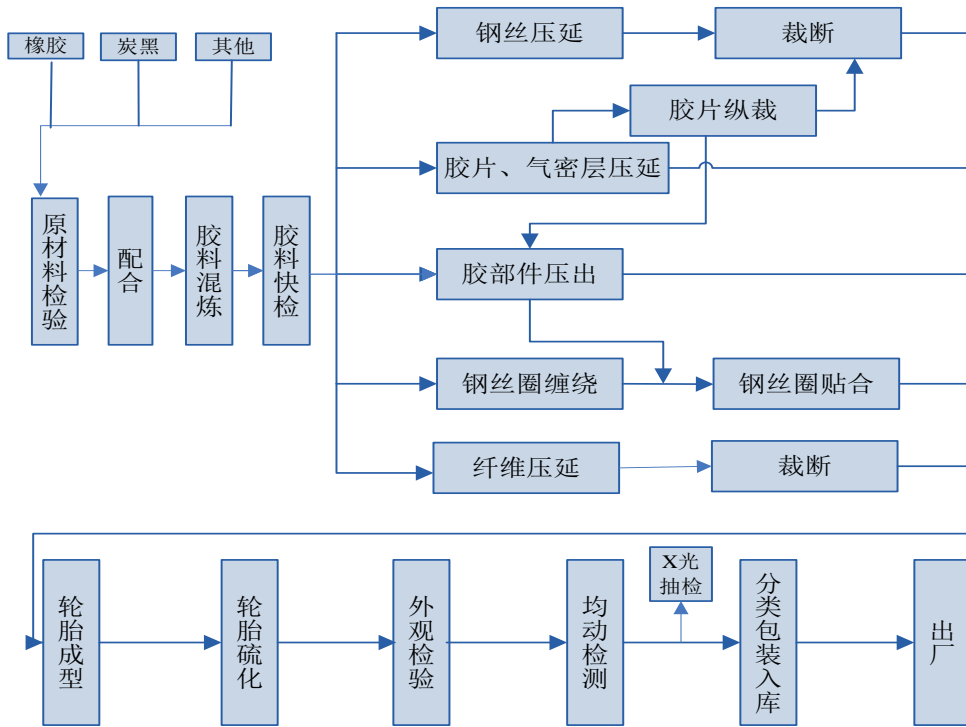 橡胶
炭黑
其他
钢丝压延
裁断
胶片纵裁
胶片、气密层压延
原材料检验
配合
胶料混炼
胶料快检
胶部件压出
钢丝圈缠绕
钢丝圈贴合
纤维压延
裁断
轮胎成型
轮胎硫化
外观检验
均动检测
X光
抽检
分类包装入库
出厂